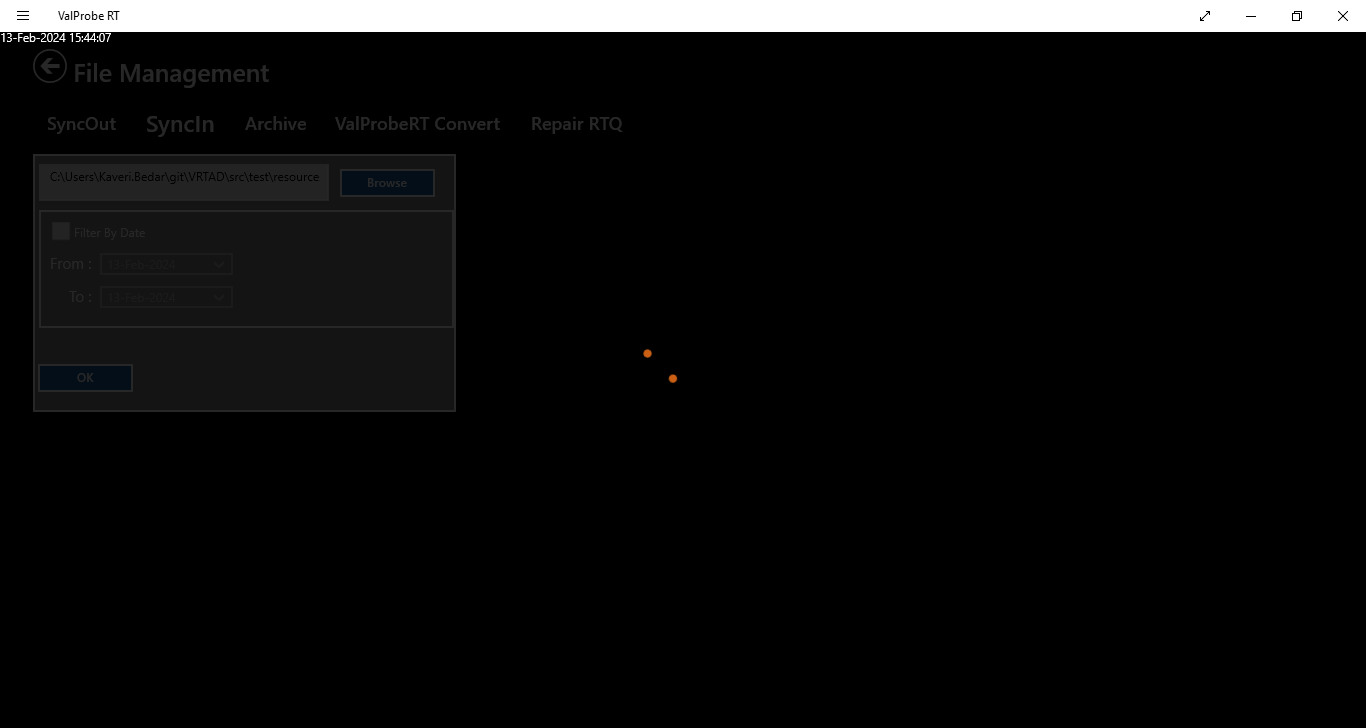 ValProbe RT
13-Feb-2024 15:44:07
File Management
SyncOut SyncIn Archive ValProbeRT Convert Repair RTQ
C:\Users\Kaveri.Bedar\git\VRTAD\src\test\resource Browse
Filter By Date
From : 13-Feb-2024
To : 13-Feb-2024
OK